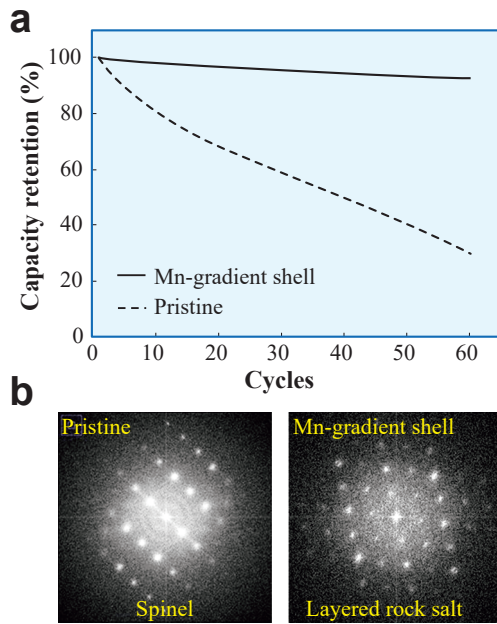 a
Capacity retention (%)
100
80
60
40
20
0
Mn-gradient shell
Pristine
0 10 20 30 40 50 60
Cycles
b
Pristine
Spinel
Mn-gradient shell
Layered rock salt